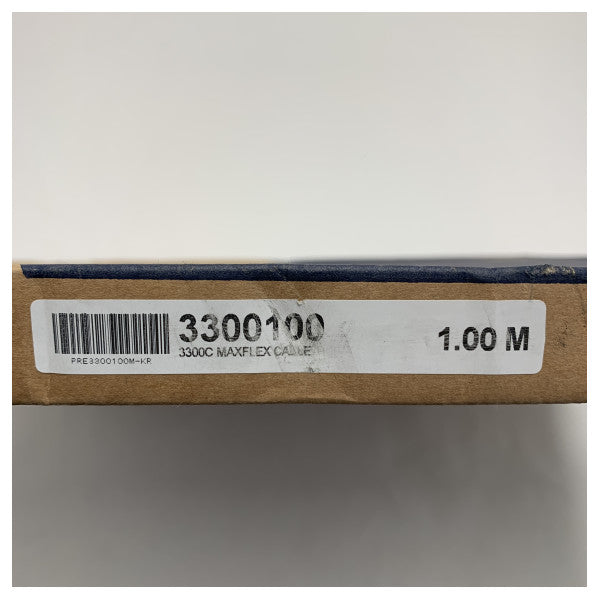 3300100
3300C MAXFLEX CABLE
1.00 M
PRE3300100M-KR